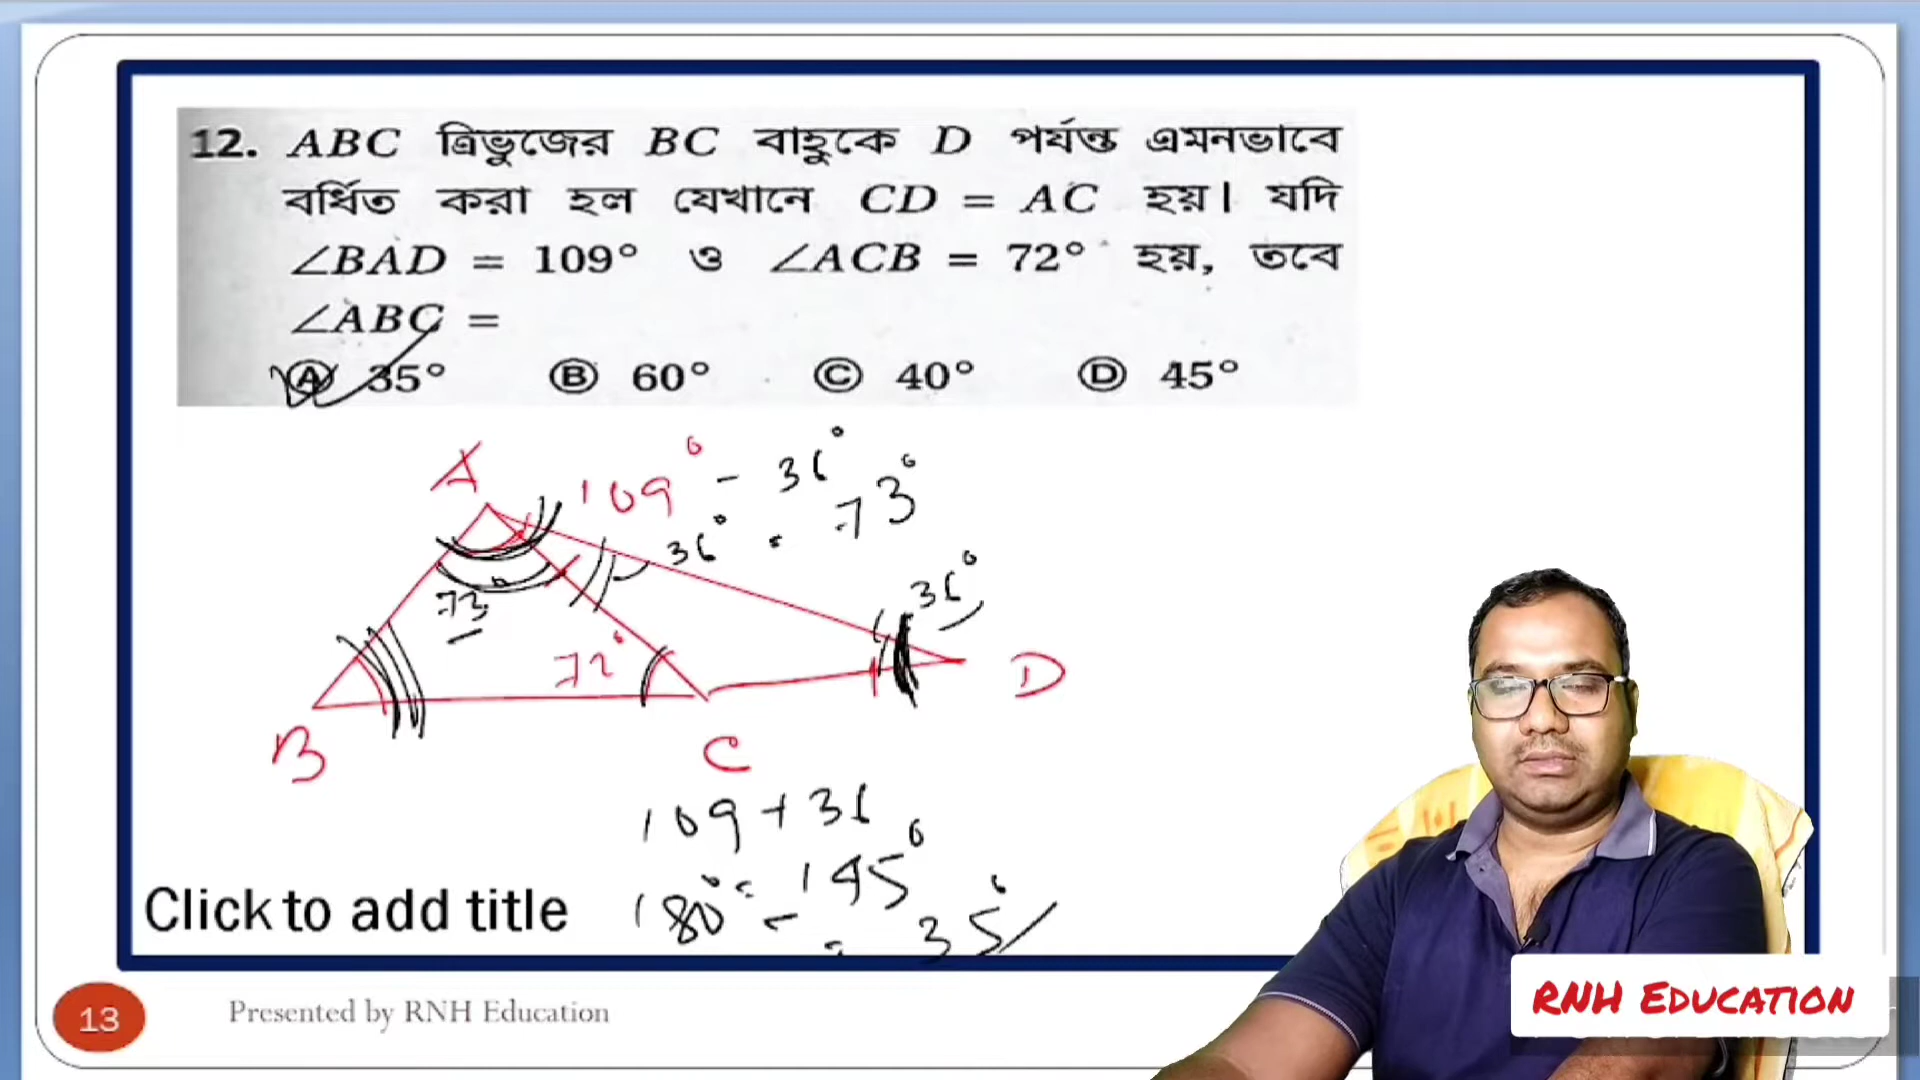 12. ABC ত্রিভুজের BC বাহুকে D পর্যন্ত এমনভাবে
বর্ধিত করা হল যেখানে CD = AC হয়। যদি
∠BAD = 109° ও ∠ACB = 72° হয়, তবে
∠ABC =
Ⓐ 35° Ⓑ 60° Ⓒ 40° Ⓓ 45°
A 109° - 36°
36° = 73°
36°
73
72°
D
B
C
109 + 36
= 145°
180° -
= 35°
Click to add title
13 Presented by RNH Education
RNH EDUCATION